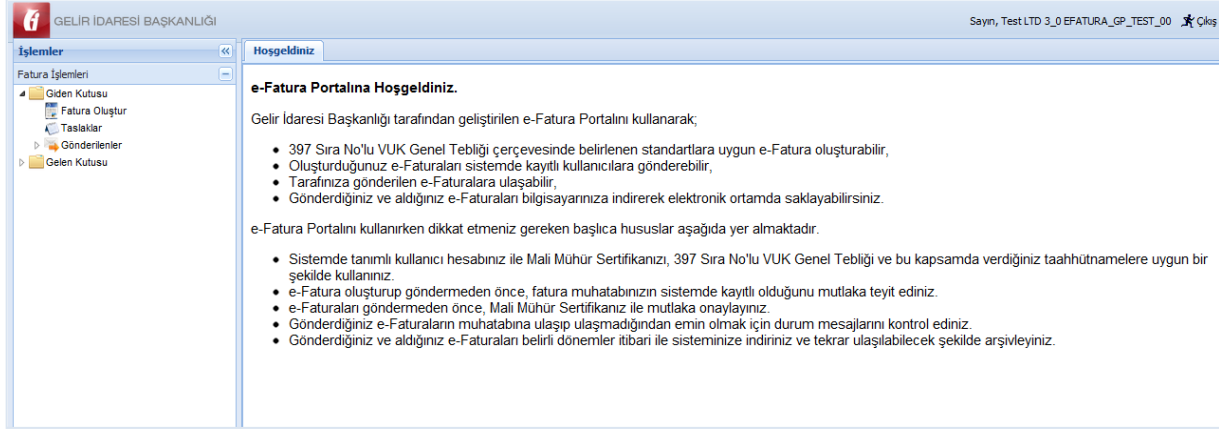 GELİR İDARESİ BAŞKANLIĞI
Sayın, Test LTD 3_0 EFATURA_GP_TEST_00 Çıkış
İşlemler
Fatura İşlemleri
Giden Kutusu
Fatura Oluştur
Taslaklar
Gönderilenler
Gelen Kutusu
Hoşgeldiniz
e-Fatura Portalına Hoşgeldiniz.
Gelir İdaresi Başkanlığı tarafından geliştirilen e-Fatura Portalını kullanarak;
• 397 Sıra No'lu VUK Genel Tebliği çerçevesinde belirlenen standartlara uygun e-Fatura oluşturabilir,
• Oluşturduğunuz e-Faturaları sistemde kayıtlı kullanıcılara gönderebilir,
• Tarafınıza gönderilen e-Faturalara ulaşabilir,
• Gönderdiğiniz ve aldığınız e-Faturaları bilgisayarınıza indirerek elektronik ortamda saklayabilirsiniz.
e-Fatura Portalını kullanırken dikkat etmeniz gereken başlıca hususlar aşağıda yer almaktadır.
• Sistemde tanımlı kullanıcı hesabınız ile Mali Mühür Sertifikanızı, 397 Sıra No'lu VUK Genel Tebliği ve bu kapsamda verdiğiniz taahhütnamelere uygun bir
şekilde kullanınız.
• e-Fatura oluşturup göndermeden önce, fatura muhatabınızın sistemde kayıtlı olduğunu mutlaka teyit ediniz.
• e-Faturaları göndermeden önce, Mali Mühür Sertifikanız ile mutlaka onaylayınız.
• Gönderdiğiniz e-Faturaların muhatabına ulaşıp ulaşmadığından emin olmak için durum mesajlarını kontrol ediniz.
• Gönderdiğiniz ve aldığınız e-Faturaları belirli dönemler itibari ile sisteminize indiriniz ve tekrar ulaşılabilecek şekilde arşivleyiniz.